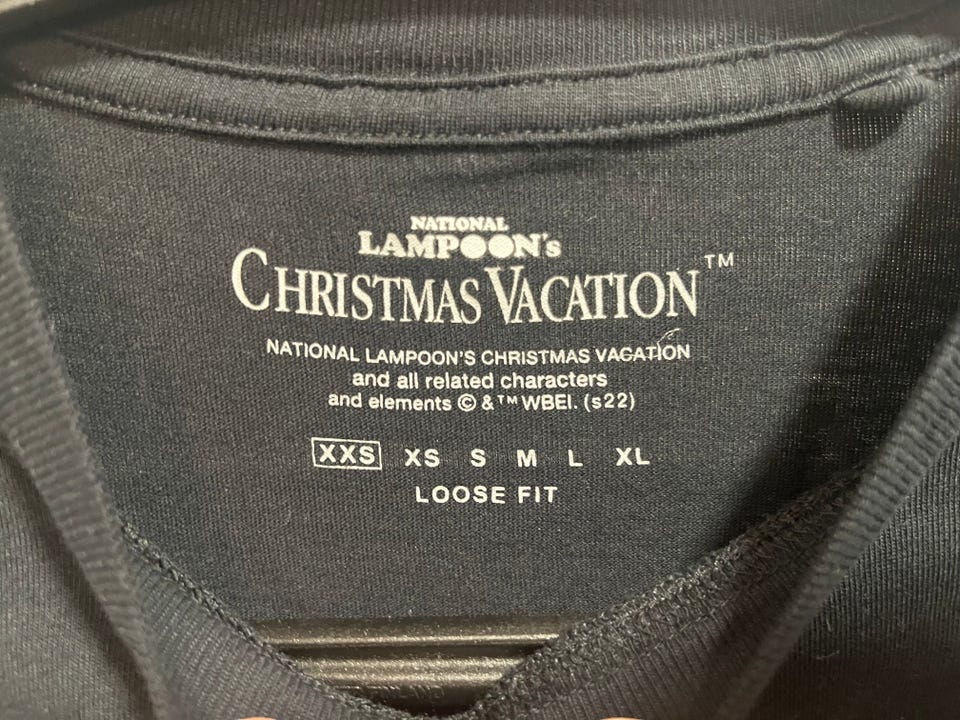 NATIONAL
LAMPOON's
CHRISTMAS VACATION™
NATIONAL LAMPOON'S CHRISTMAS VACATION
and all related characters
and elements © & ™ WBEI. (s22)
XXS XS S M L XL
LOOSE FIT